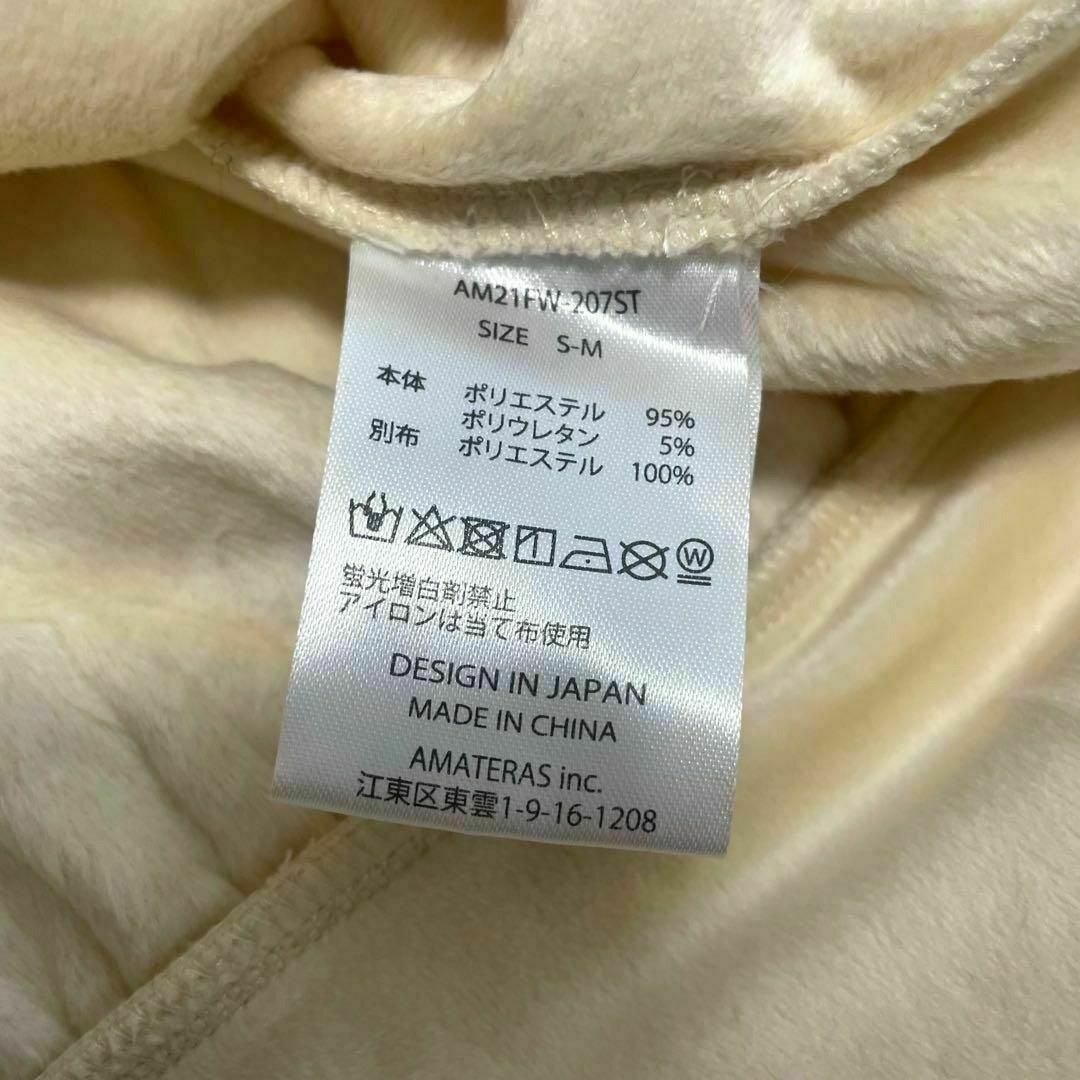 AM21FW-207ST
SIZE S-M
本体 ポリエステル 95%
ポリウレタン 5%
別布 ポリエステル 100%
W
蛍光増白剤禁止
アイロンは当て布使用
DESIGN IN JAPAN
MADE IN CHINA
AMATERAS inc.
江東区東雲1-9-16-1208